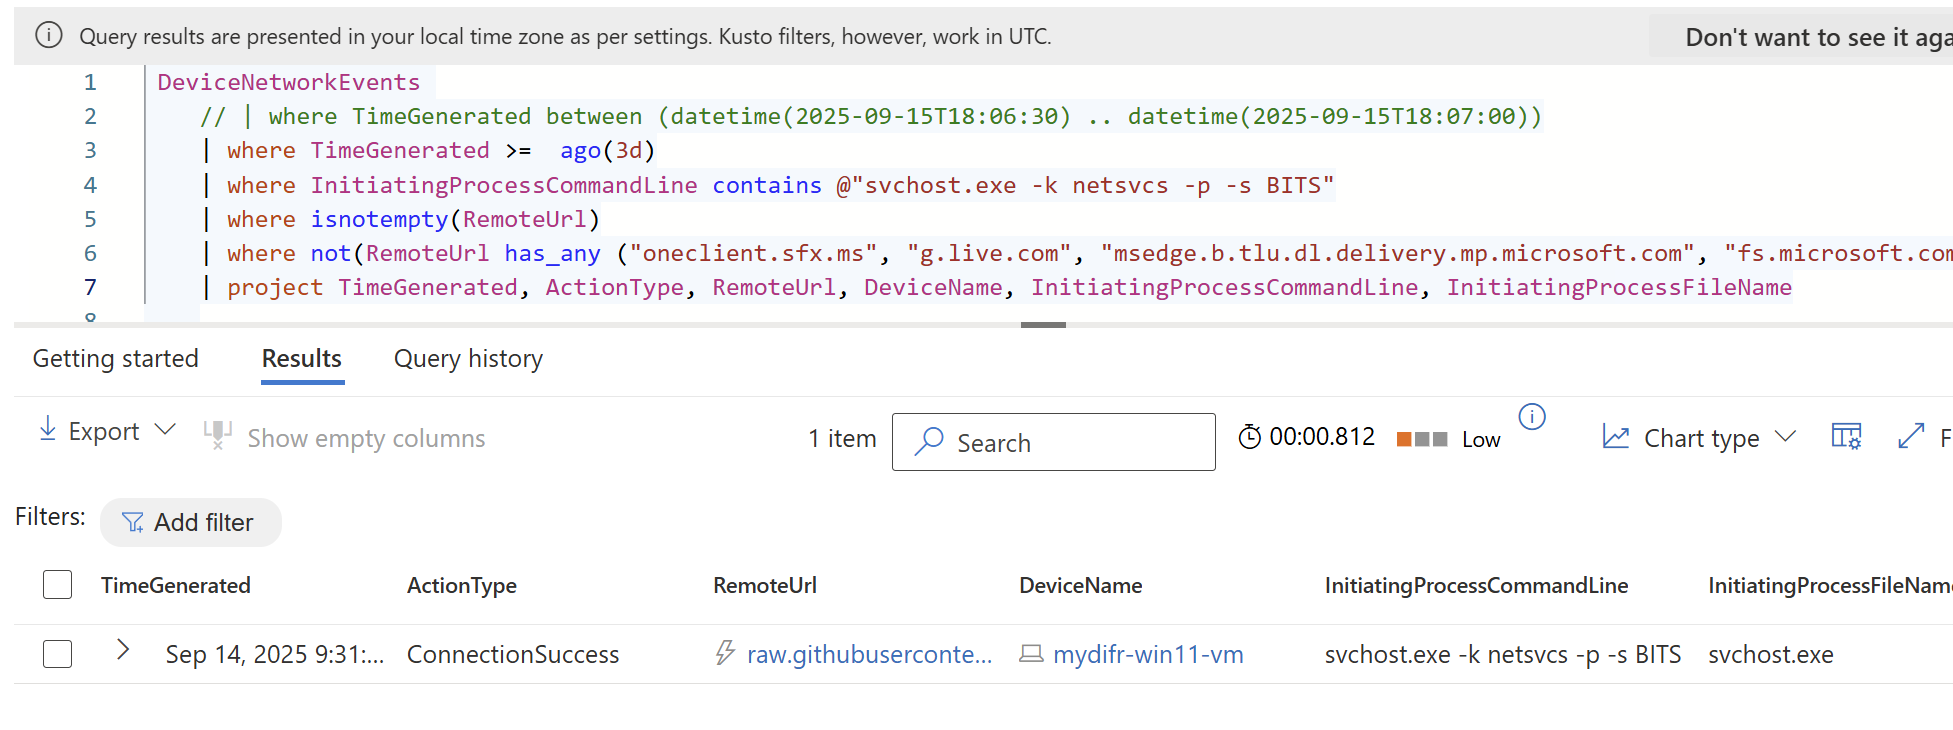 Query results are presented in your local time zone as per settings. Kusto filters, however, work in UTC. Don't want to see it aga
1 DeviceNetworkEvents
2 // | where TimeGenerated between (datetime(2025-09-15T18:06:30) .. datetime(2025-09-15T18:07:00))
3 | where TimeGenerated >= ago(3d)
4 | where InitiatingProcessCommandLine contains @"svchost.exe -k netsvcs -p -s BITS"
5 | where isnotempty(RemoteUrl)
6 | where not(RemoteUrl has_any ("oneclient.sfx.ms", "g.live.com", "msedge.b.tlu.dl.delivery.mp.microsoft.com", "fs.microsoft.com
7 | project TimeGenerated, ActionType, RemoteUrl, DeviceName, InitiatingProcessCommandLine, InitiatingProcessFileName
8
Getting started Results Query history
Export Show empty columns 1 item Search 00:00.812 Low Chart type F
Filters: Add filter
TimeGenerated ActionType RemoteUrl DeviceName InitiatingProcessCommandLine InitiatingProcessFileName
Sep 14, 2025 9:31:... ConnectionSuccess raw.githubuserconte... mydifr-win11-vm svchost.exe -k netsvcs -p -s BITS svchost.exe